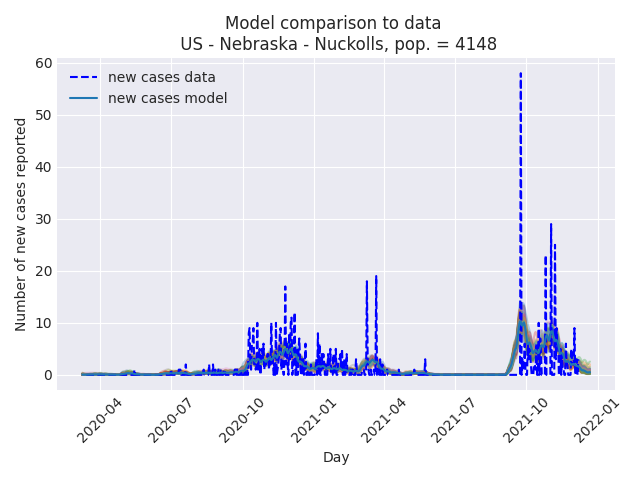 Model comparison to data
US - Nebraska - Nuckolls, pop. = 4148
new cases data
new cases model
Number of new cases reported
60
50
40
30
20
10
0
2020-04
2020-07
2020-10
2021-01
2021-04
2021-07
2021-10
2022-01
Day